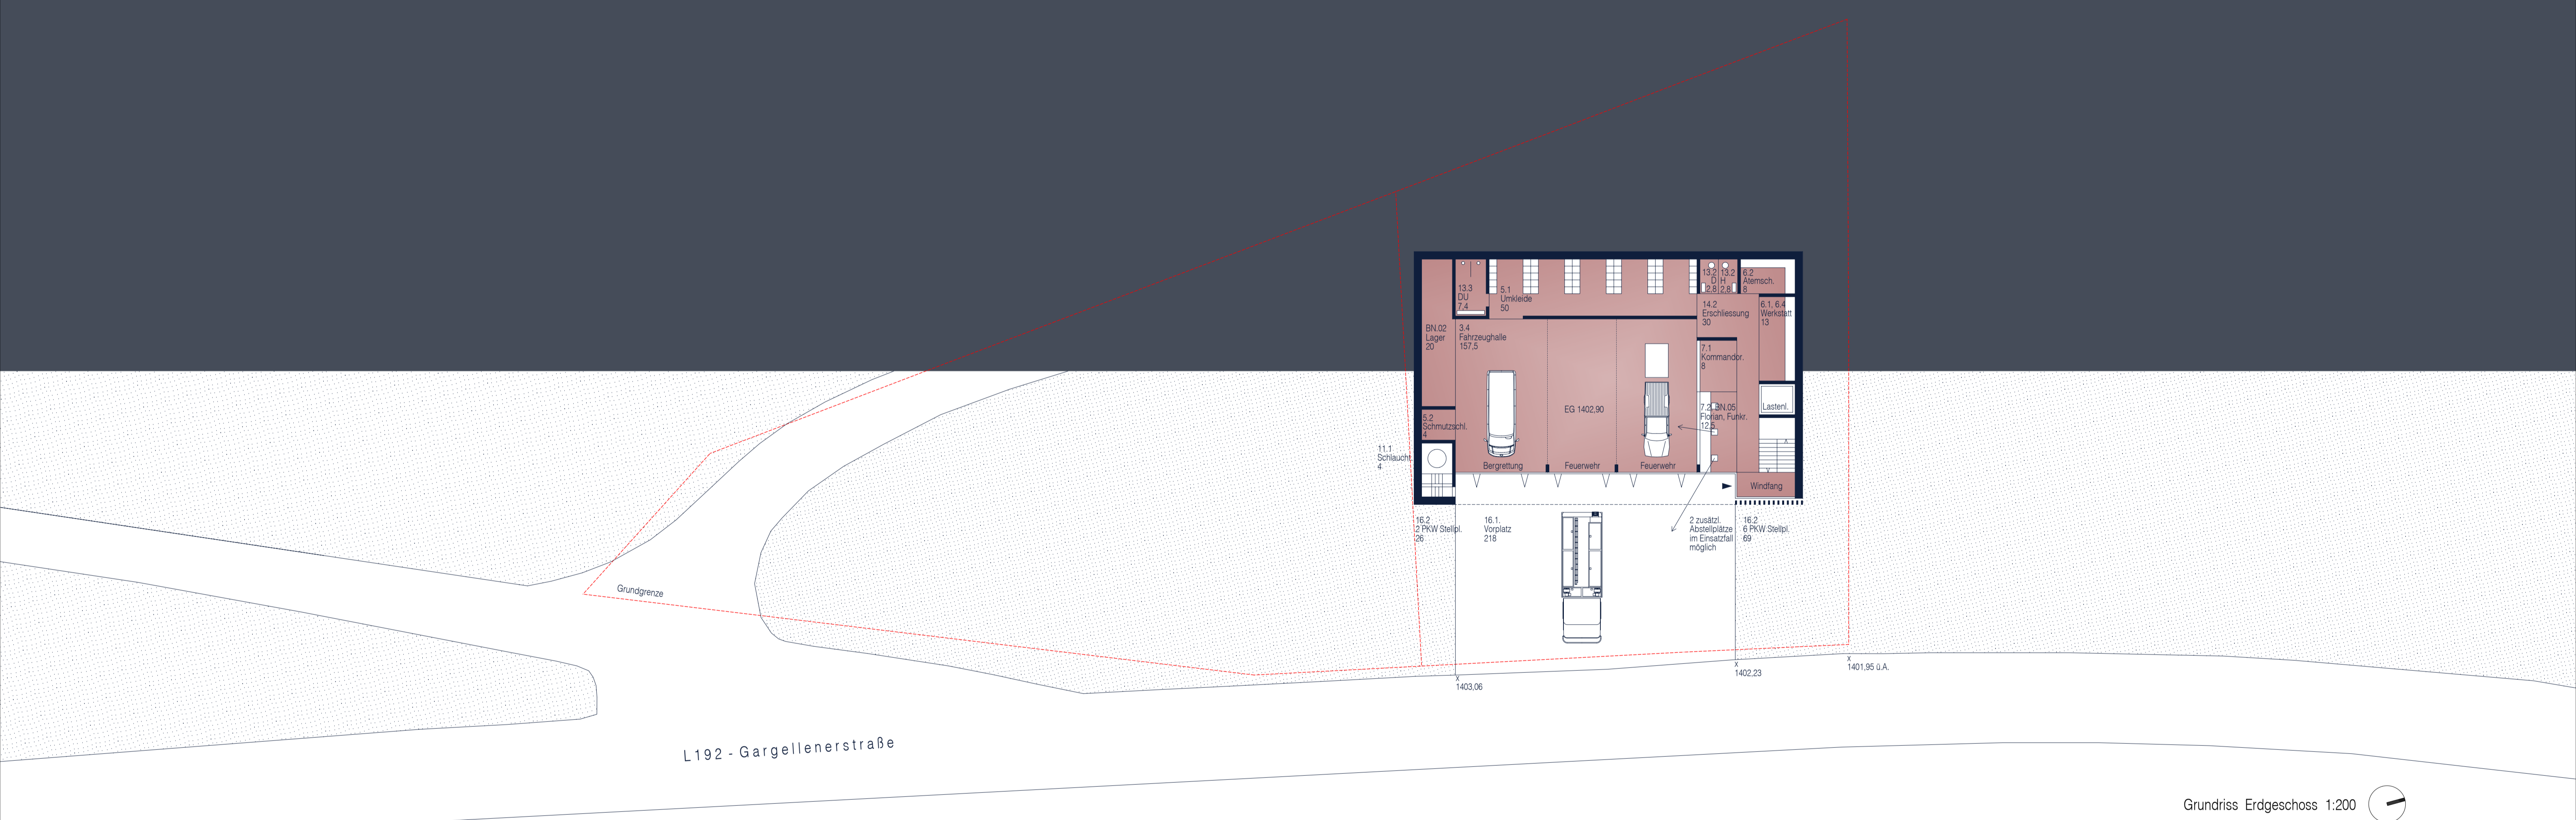 13.3
DU
7.4
5.1
Umkleide
50
13.2
D
2,8
13.2
H
2,8
6.2
Atemsch.
8
14.2
Erschliessung
30
6.1, 6.4
Werkstatt
13
BN.02
Lager
20
3.4
Fahrzeughalle
157,5
7.1
Kommandor.
8
EG 1402,90
7.2, BN.05
Florian, Funkr.
12,5
Lastenl.
5.2
Schmutzschl.
4
11.1
Schlaucht.
4
Bergrettung
Feuerwehr
Feuerwehr
Windfang
16.2
2 PKW Stellpl.
26
16.1.
Vorplatz
218
2 zusätzl.
Abstellplätze
im Einsatzfall
möglich
16.2
6 PKW Stellpl.
69
Grundgrenze
X
1403,06
X
1402,23
X
1401,95 ü.A.
L192 - Gargellenerstraße
Grundriss Erdgeschoss 1:200